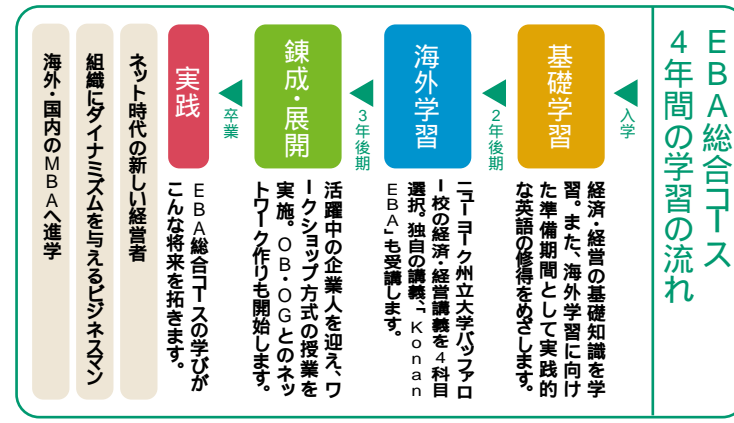 EBA総合コース
4年間の学習の流れ
入学
基礎学習
経済・経営の基礎知識を学
習。また、海外学習に向け
た準備期間として実践的
な英語の修得をめざします。
2年後期
海外学習
ニューヨーク州立大学バッファロ
ー校の経済・経営講義を4科目
選択。独自の講義、「Konan
EBA」も受講します。
3年後期
錬成・展開
活躍中の企業人を迎え、ワ
ークショップ方式の授業を
実施。OB・OGとのネッ
トワーク作りも開始します。
卒業
実践
EBA総合コースの学びが
こんな将来を拓きます。
ネット時代の新しい経営者
組織にダイナミズムを与えるビジネスマン
海外・国内のMBAへ進学